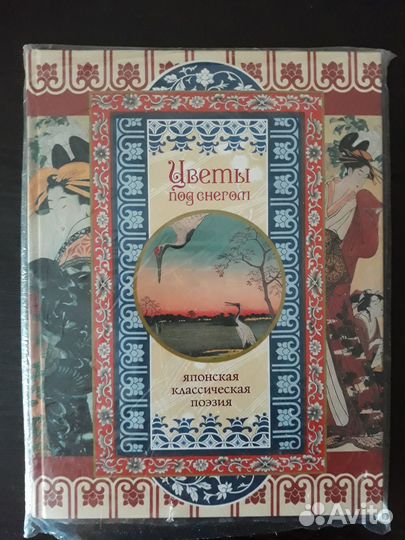 Цветы
под снегом
японская
классическая
поэзия
Avito